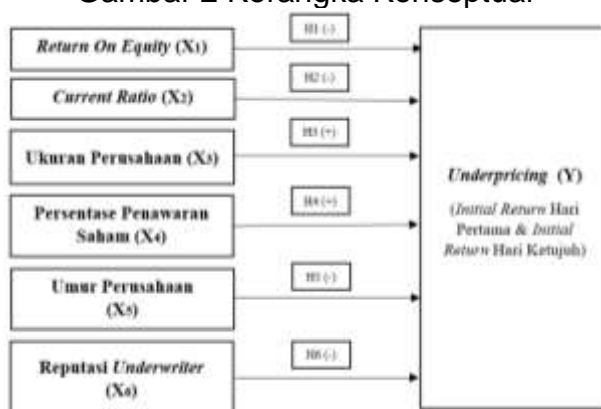 Gambar 2 Kerangka Konseptual
Return On Equity (X1)
H1 (-)
Current Ratio (X2)
H2 (-)
Ukuran Perusahaan (X3)
H3 (+)
Persentase Penawaran
Saham (X4)
H4 (+)
Umur Perusahaan
(X5)
H5 (-)
Reputasi Underwriter
(X6)
H6 (-)
Underpricing (Y)
(Initial Return Hari
Pertama & Initial
Return Hari Ketujuh)